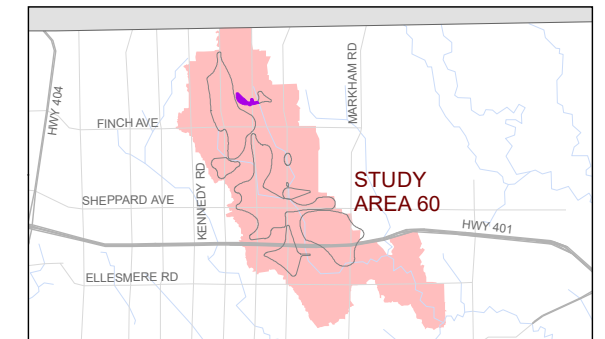 HWY 404
MARKHAM RD
FINCH AVE
KENNEDY RD
STUDY
AREA 60
SHEPPARD AVE
HWY 401
ELLESMERE RD